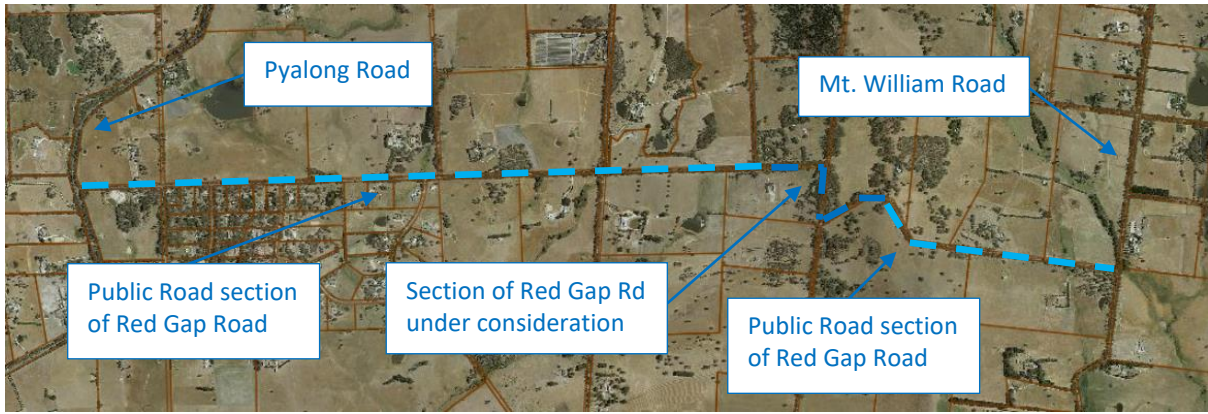 Pyalong Road
Mt. William Road
Public Road section
of Red Gap Road
Section of Red Gap Rd
under consideration
Public Road section
of Red Gap Road